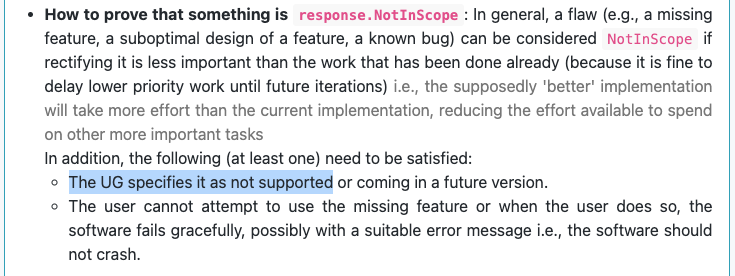 • How to prove that something is response.NotInScope : In general, a flaw (e.g., a missing
feature, a suboptimal design of a feature, a known bug) can be considered NotInScope if
rectifying it is less important than the work that has been done already (because it is fine to
delay lower priority work until future iterations) i.e., the supposedly 'better' implementation
will take more effort than the current implementation, reducing the effort available to spend
on other more important tasks
In addition, the following (at least one) need to be satisfied:
◦ The UG specifies it as not supported or coming in a future version.
◦ The user cannot attempt to use the missing feature or when the user does so, the
software fails gracefully, possibly with a suitable error message i.e., the software should
not crash.